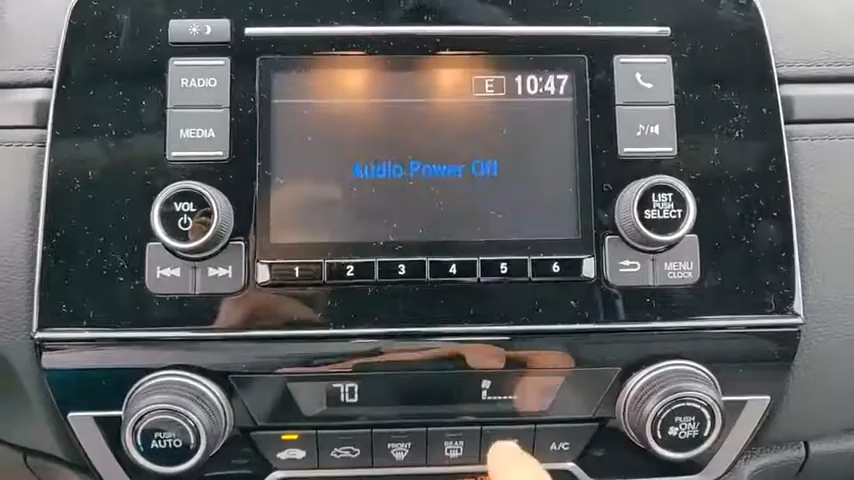 RADIO
MEDIA
VOL
E 10:47
Audio Power Off
1 2 3 4 5 6
LIST
PUSH
SELECT
MENU
CLOCK
70
PUSH
AUTO
FRONT
REAR
A/C
PUSH
ON
OFF